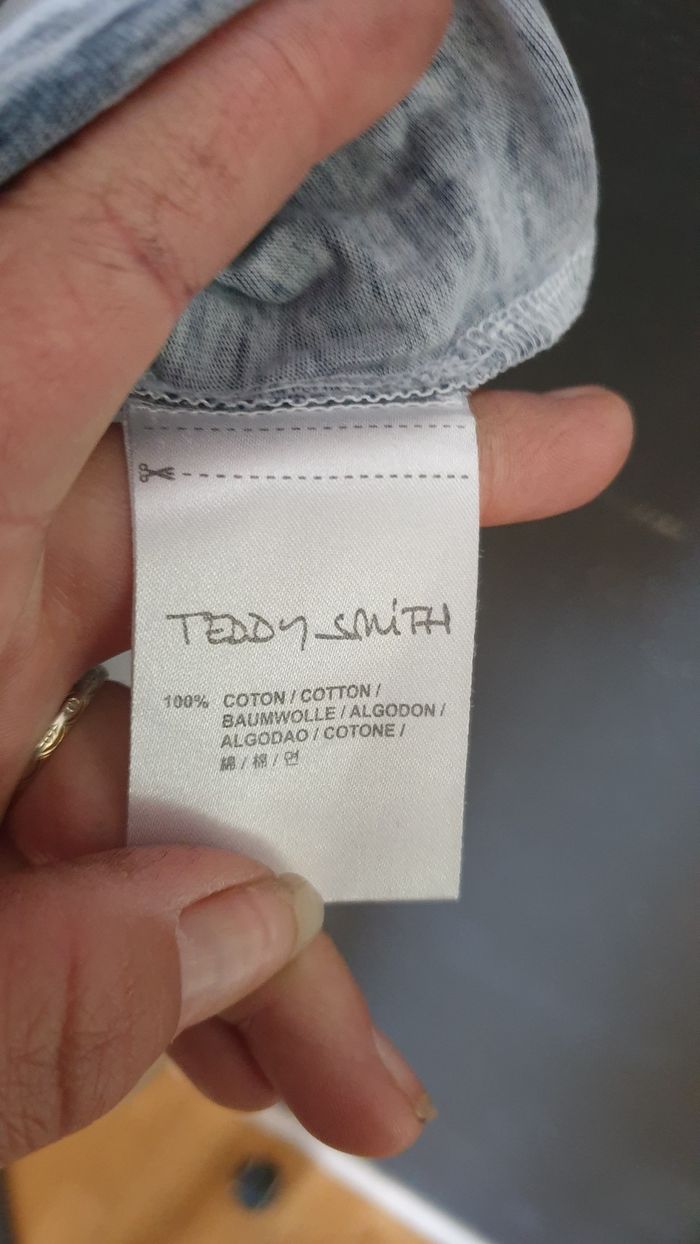 TEDDY SMITH
100% COTON / COTTON /
BAUMWOLLE / ALGODON /
ALGODAO / COTONE /
綿 / 棉 / 면